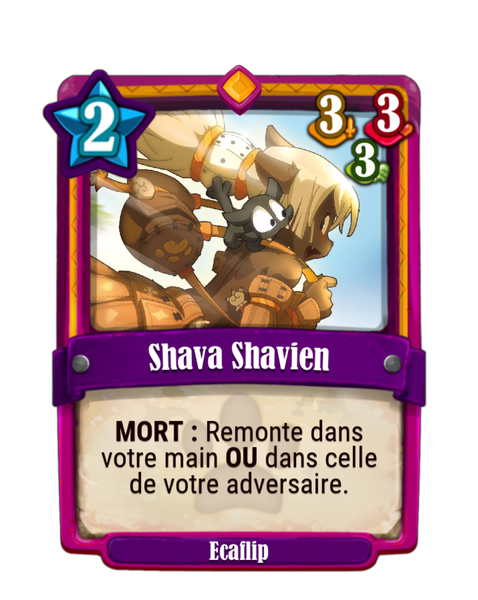 2
3
3
3
Shava Shavien
MORT : Remonte dans
votre main OU dans celle
de votre adversaire.
Ecaflip